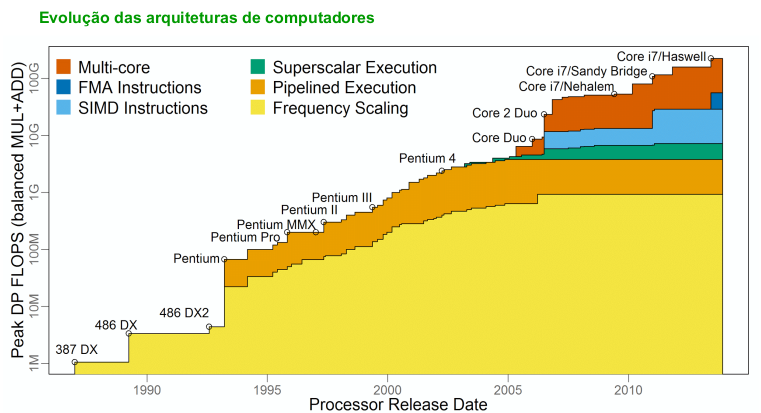 Evolução das arquiteturas de computadores
Multi-core
FMA Instructions
SIMD Instructions
Superscalar Execution
Pipelined Execution
Frequency Scaling
Peak DP FLOPS (balanced MUL+ADD)
100G
10G
1G
100M
10M
1M
387 DX
486 DX
486 DX2
Pentium
Pentium Pro
Pentium MMX
Pentium II
Pentium III
Pentium 4
Core Duo
Core 2 Duo
Core i7/Nehalem
Core i7/Sandy Bridge
Core i7/Haswell
1990
1995
2000
2005
2010
Processor Release Date